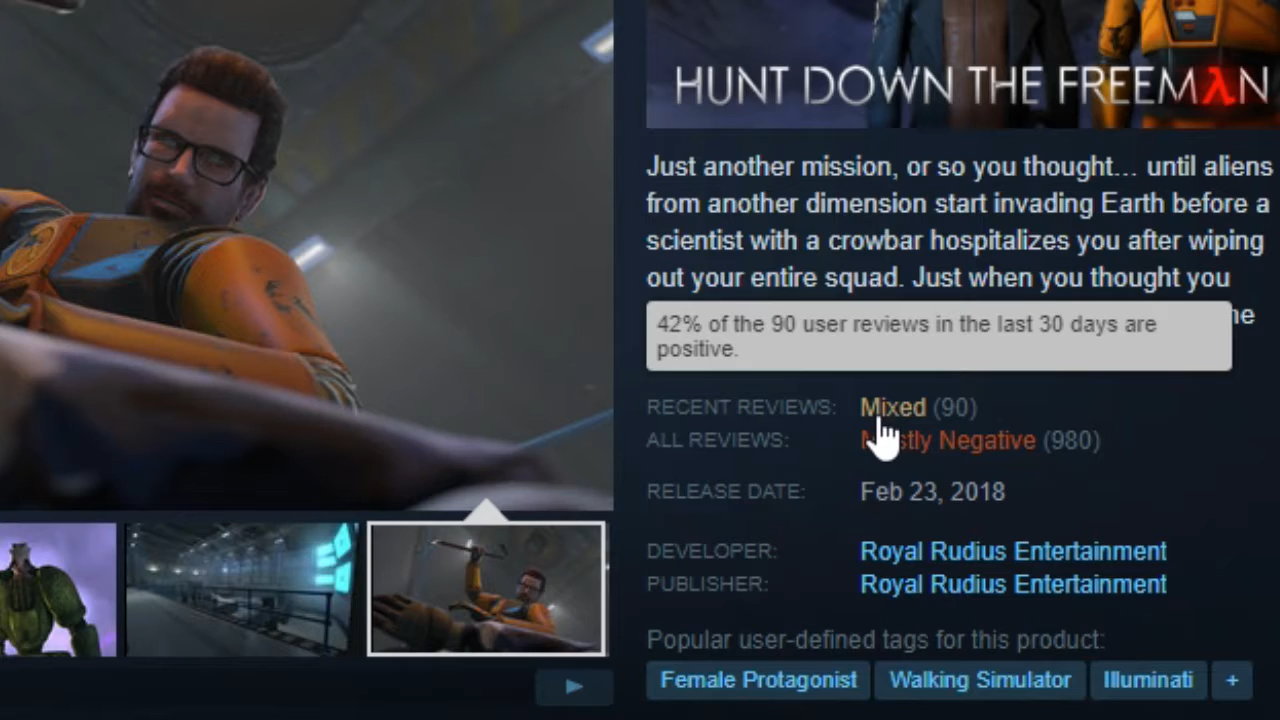 HUNT DOWN THE FREEMλN
Just another mission, or so you thought... until aliens
from another dimension start invading Earth before a
scientist with a crowbar hospitalizes you after wiping
out your entire squad. Just when you thought you
42% of the 90 user reviews in the last 30 days are
positive.
RECENT REVIEWS: Mixed (90)
ALL REVIEWS: Negative (980)
RELEASE DATE: Feb 23, 2018
DEVELOPER: Royal Rudius Entertainment
PUBLISHER: Royal Rudius Entertainment
Popular user-defined tags for this product:
Female Protagonist Walking Simulator Illuminati +